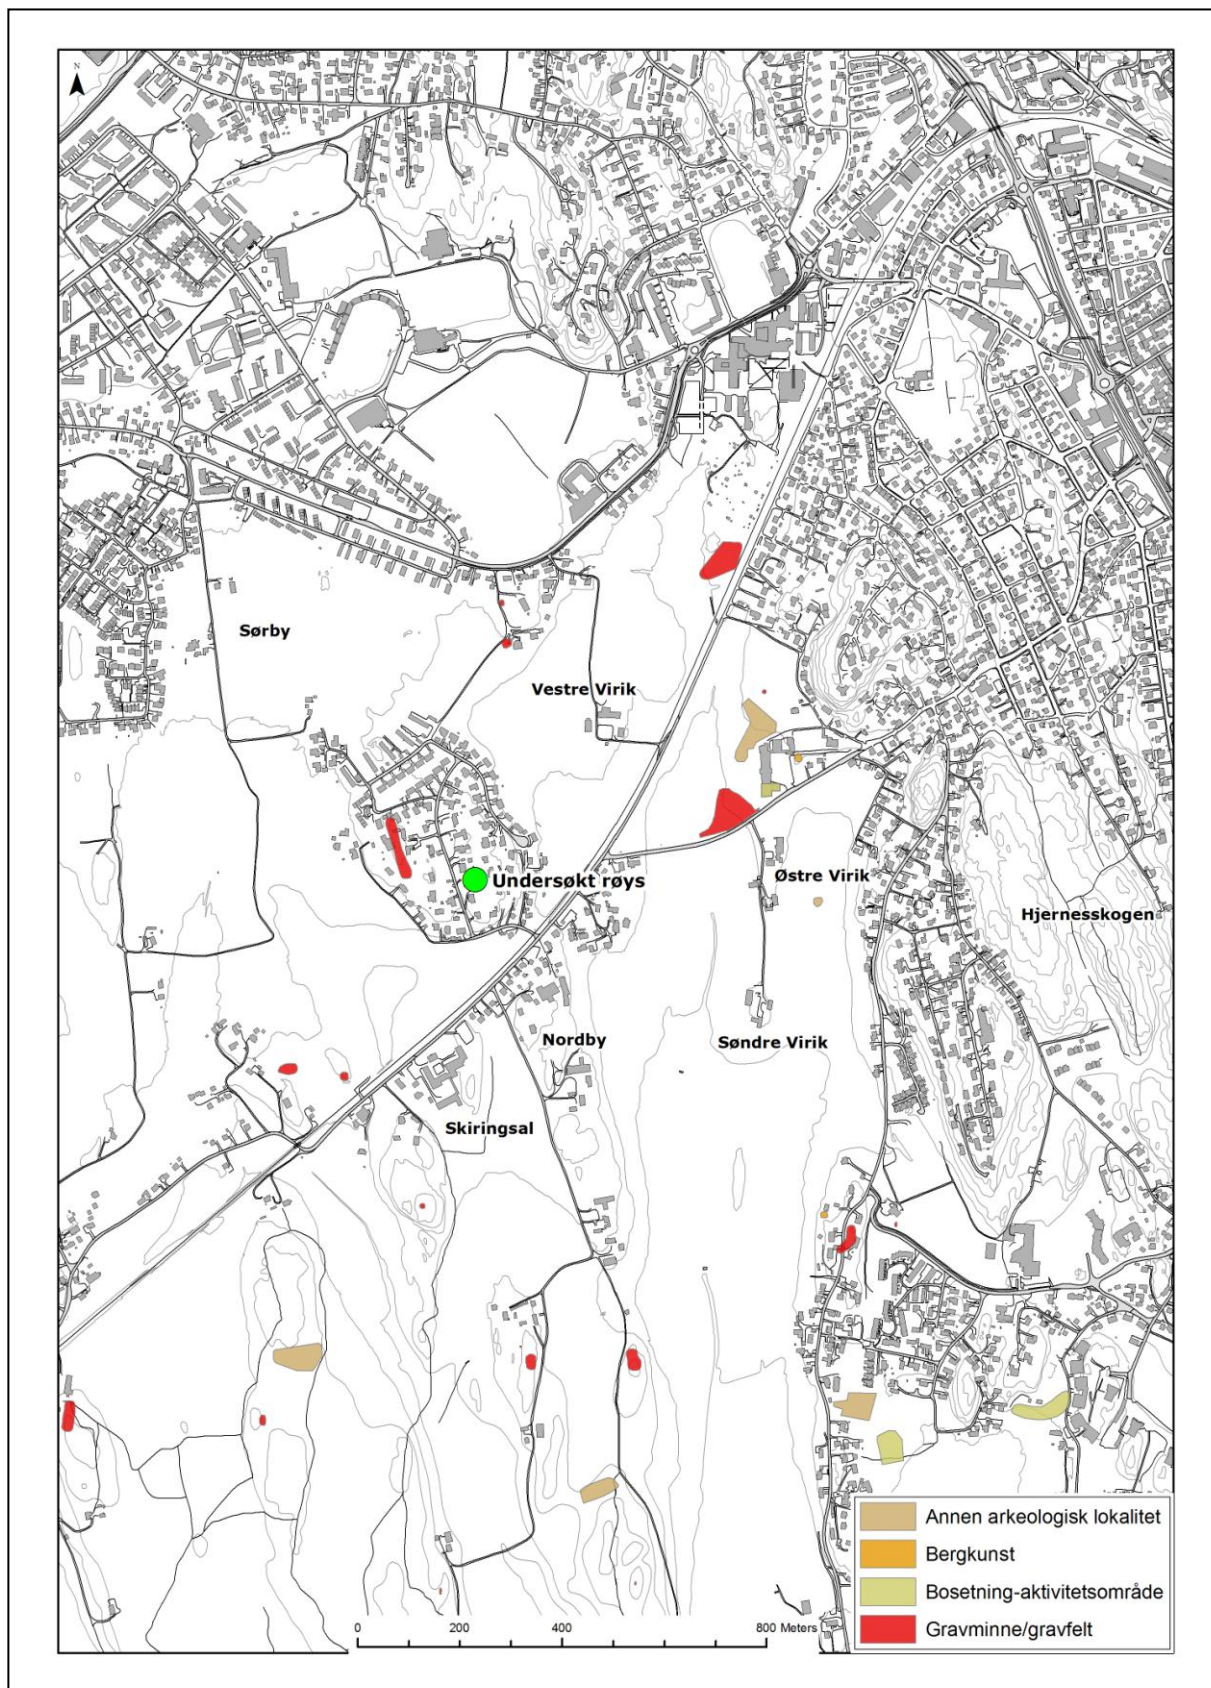 N
Sørby
Vestre Virik
Undersøkt røys
Østre Virik
Hjernesskogen
Nordby
Søndre Virik
Skiringsal
Annen arkeologisk lokalitet
Bergkunst
Bosetning-aktivitetsområde
Gravminne/gravfelt
0 200 400 800 Meters